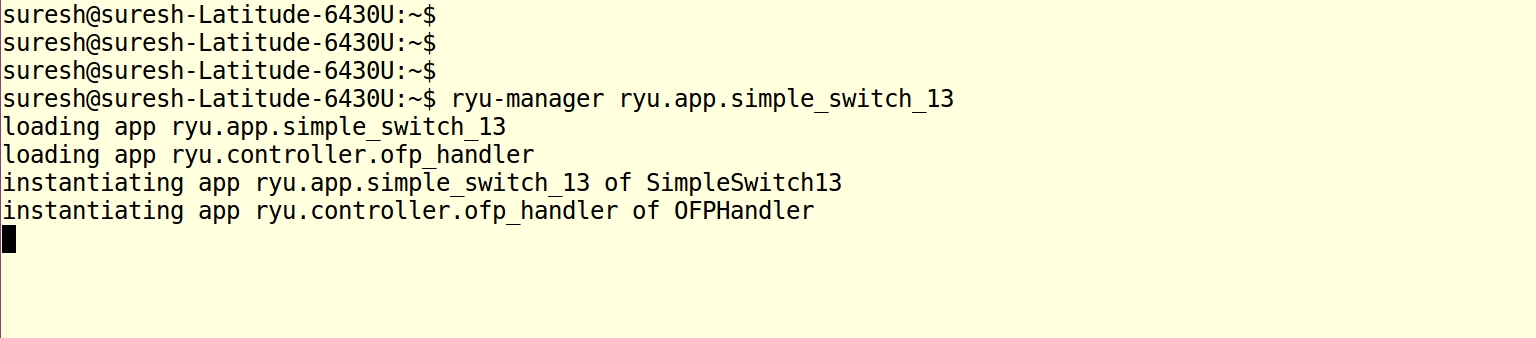 suresh@suresh-Latitude-6430U:~$
suresh@suresh-Latitude-6430U:~$
suresh@suresh-Latitude-6430U:~$
suresh@suresh-Latitude-6430U:~$ ryu-manager ryu.app.simple_switch_13
loading app ryu.app.simple_switch_13
loading app ryu.controller.ofp_handler
instantiating app ryu.app.simple_switch_13 of SimpleSwitch13
instantiating app ryu.controller.ofp_handler of OFPHandler